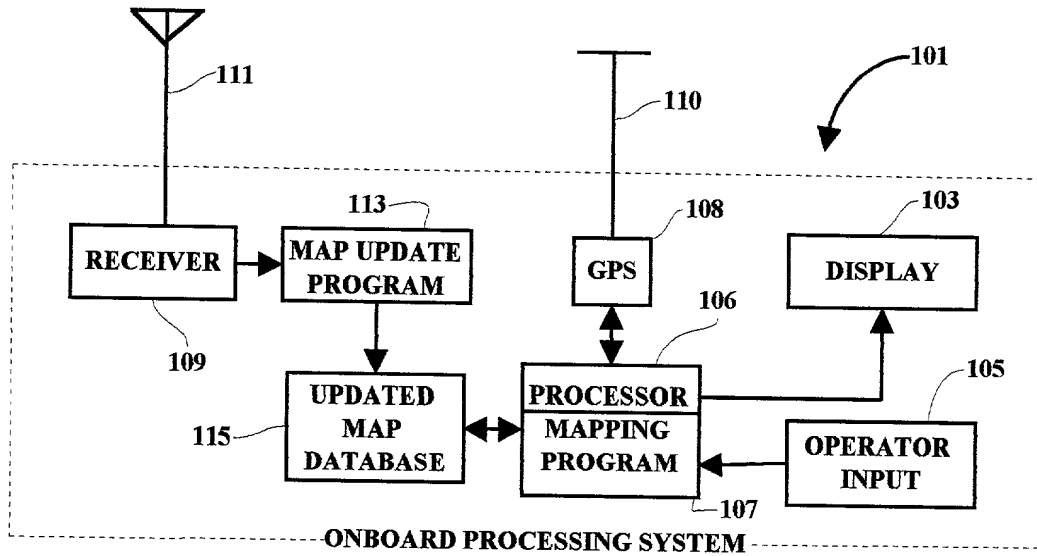 111
110
101
113
108
103
RECEIVER
MAP UPDATE
PROGRAM
GPS
DISPLAY
109
106
105
115
UPDATED
MAP
DATABASE
PROCESSOR
MAPPING
PROGRAM
OPERATOR
INPUT
107
ONBOARD PROCESSING SYSTEM